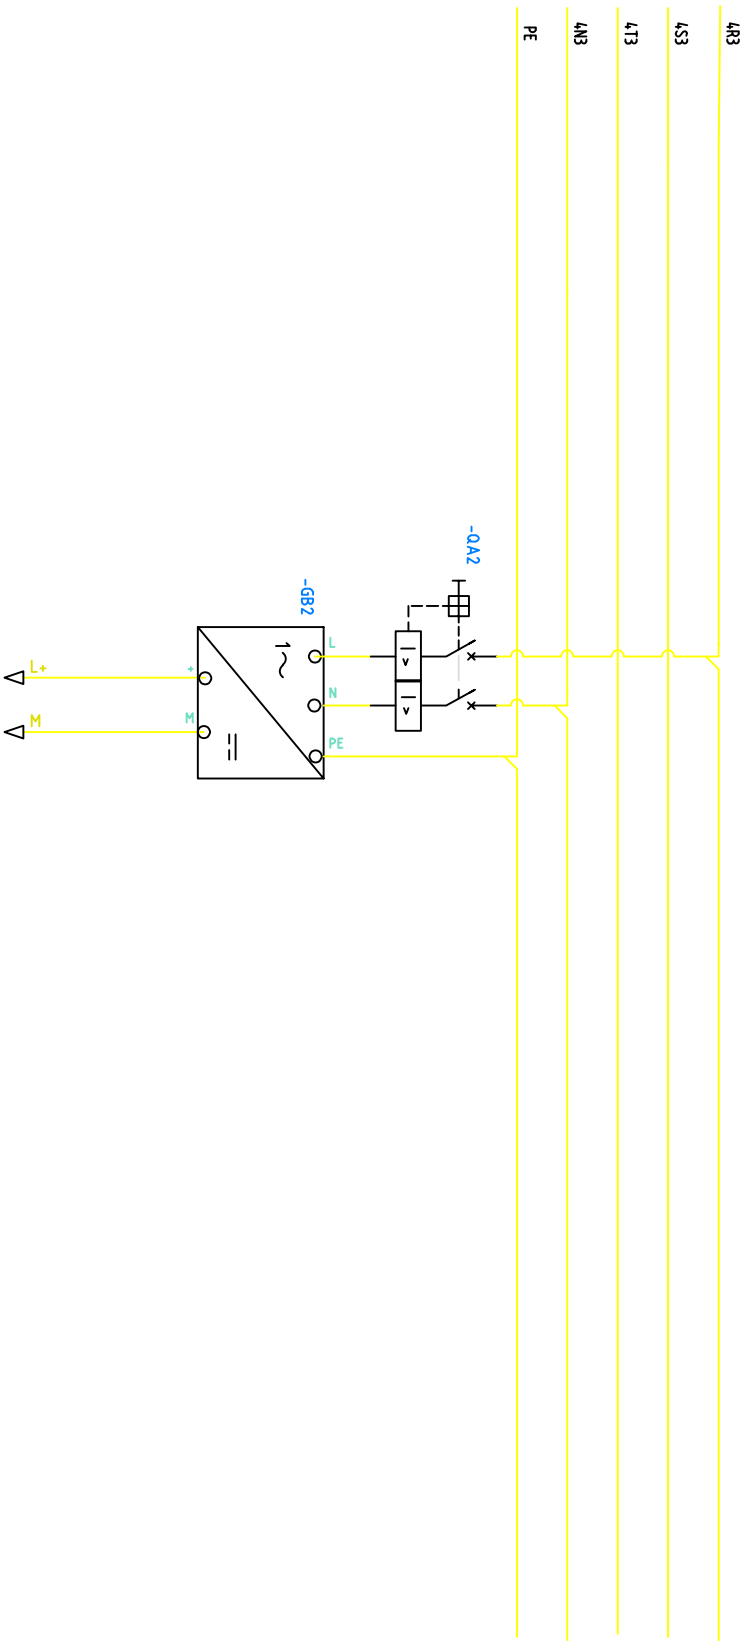 4R3
4S3
4T3
4N3
PE
-QA2
I>
I>
-GB2
L
N
PE
1~
=
+
M
L+
M